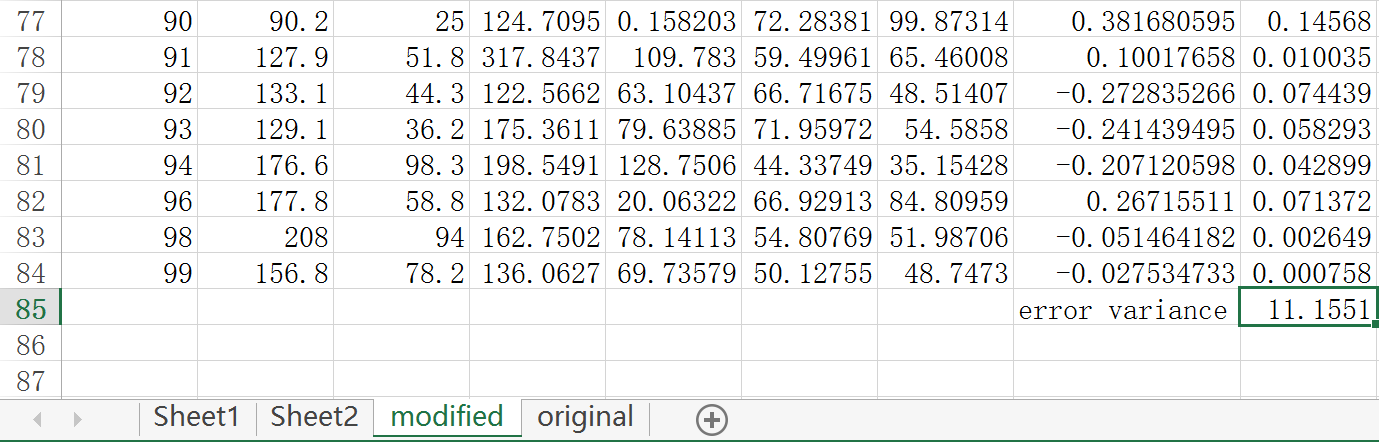 77 90 90.2 25 124.7095 0.158203 72.28381 99.87314 0.381680595 0.14568
78 91 127.9 51.8 317.8437 109.783 59.49961 65.46008 0.10017658 0.010035
79 92 133.1 44.3 122.5662 63.10437 66.71675 48.51407 -0.272835266 0.074439
80 93 129.1 36.2 175.3611 79.63885 71.95972 54.5858 -0.241439495 0.058293
81 94 176.6 98.3 198.5491 128.7506 44.33749 35.15428 -0.207120598 0.042899
82 96 177.8 58.8 132.0783 20.06322 66.92913 84.80959 0.26715511 0.071372
83 98 208 94 162.7502 78.14113 54.80769 51.98706 -0.051464182 0.002649
84 99 156.8 78.2 136.0627 69.73579 50.12755 48.7473 -0.027534733 0.000758
85 error variance 11.1551
86
87
Sheet1 Sheet2 modified original